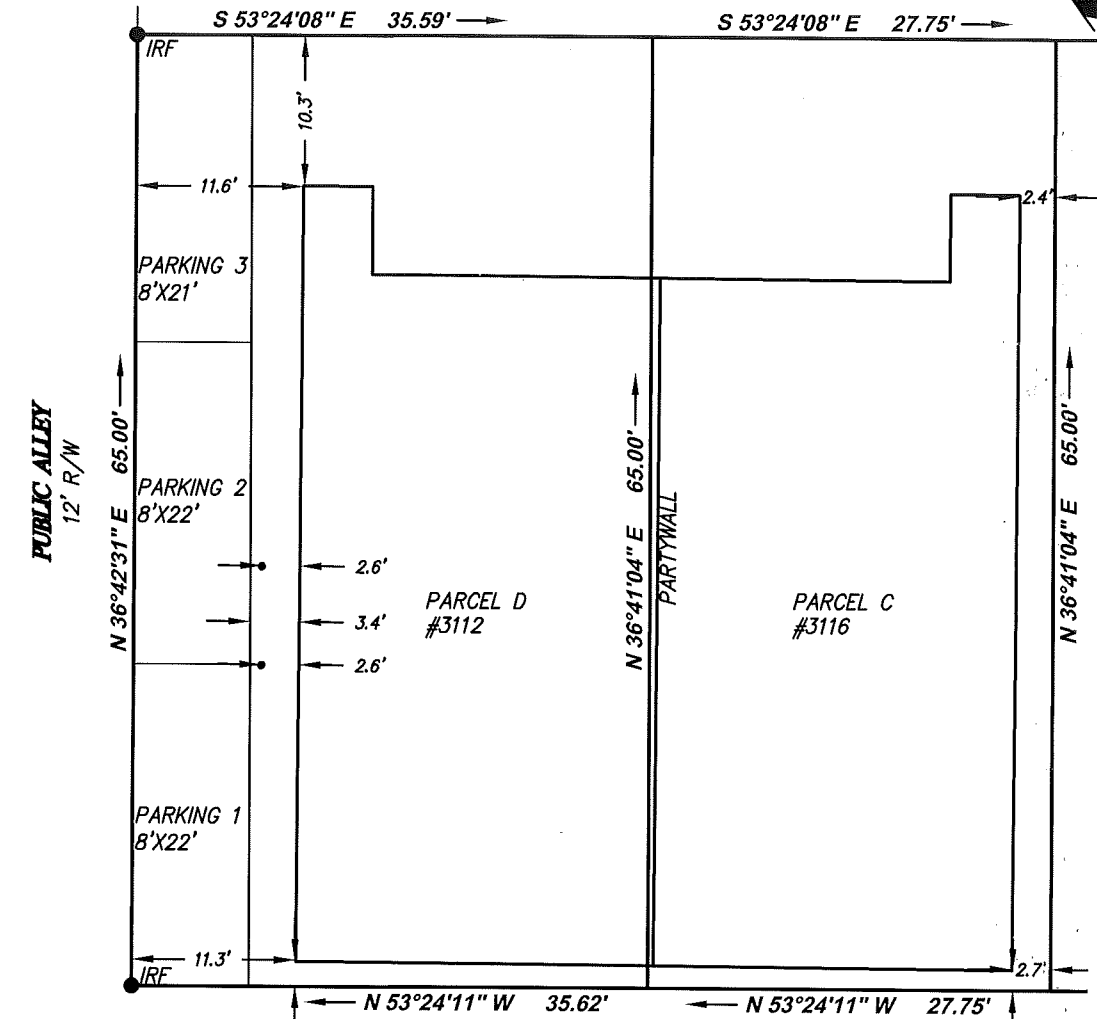 S 53°24'08" E 35.59'
S 53°24'08" E 27.75'
IRF
10.3'
11.6'
2.4'
PARKING 3
8'X21'
PUBLIC ALLEY
12' R/W
N 36°42'31" E 65.00'
PARKING 2
8'X22'
N 36°41'04" E 65.00'
PARTYWALL
N 36°41'04" E 65.00'
2.6'
3.4'
2.6'
PARCEL D
#3112
PARCEL C
#3116
PARKING 1
8'X22'
11.3'
2.7'
IRF
N 53°24'11" W 35.62'
N 53°24'11" W 27.75'